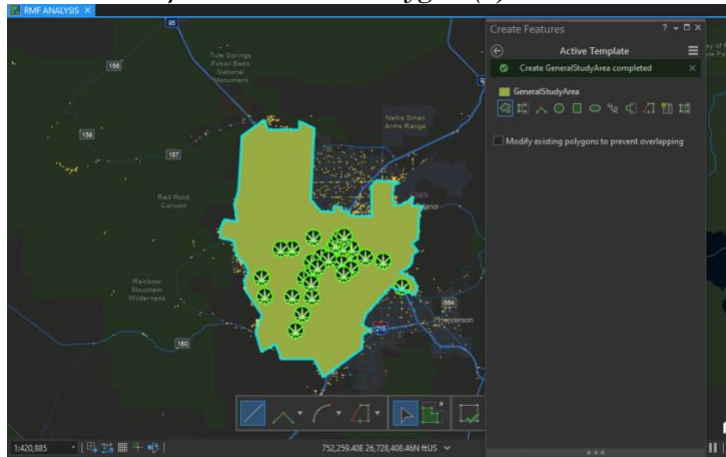 RMF ANALYSIS
Create Features
Active Template
Create GeneralStudyArea completed
GeneralStudyArea
Modify existing polygons to prevent overlapping
95
156
Tule Springs
Fossil Beds
National
Monument
Nellis Small
Arms Range
158
157
Red Rock
Canyon
Rainbow
Mountain
Wilderness
564
Henderson
215
160
1:420,885
752,259.40E 26,728,408.46N ftUS